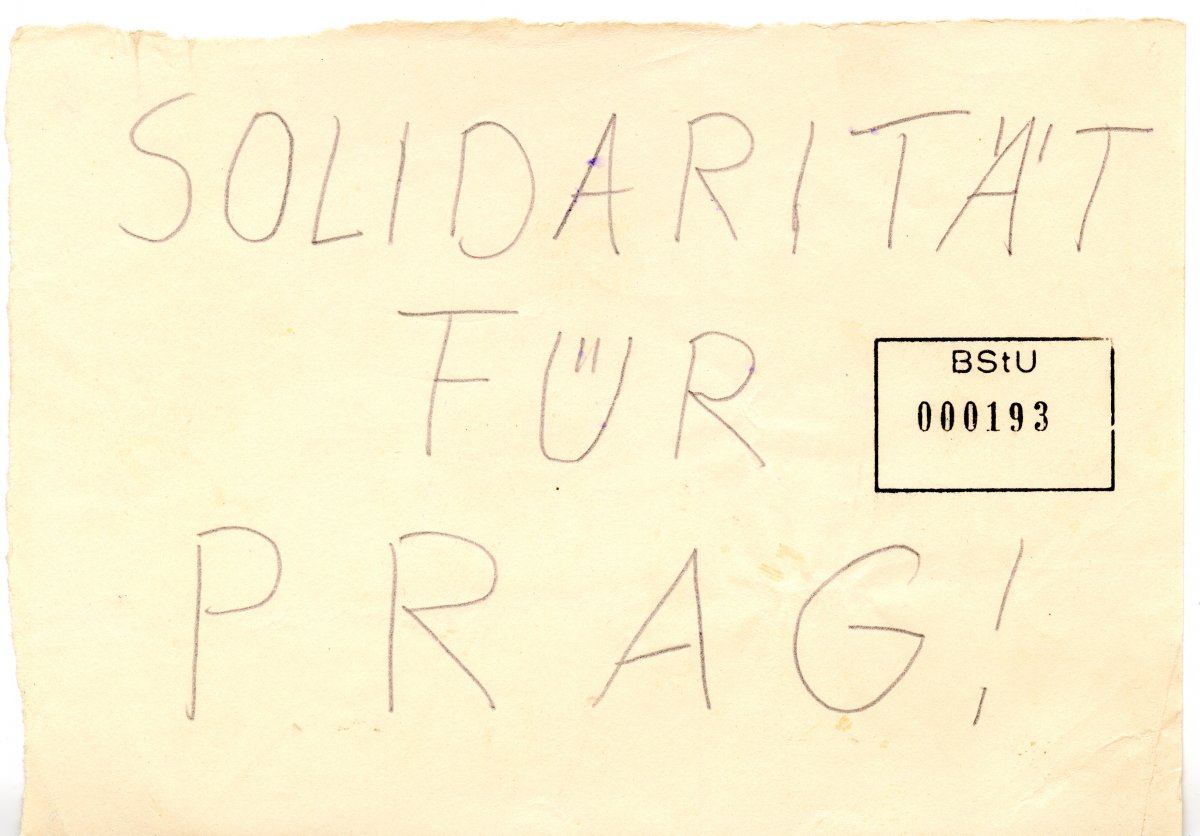 SOLIDARITÄT
FÜR
BStU
000193
PRAG!